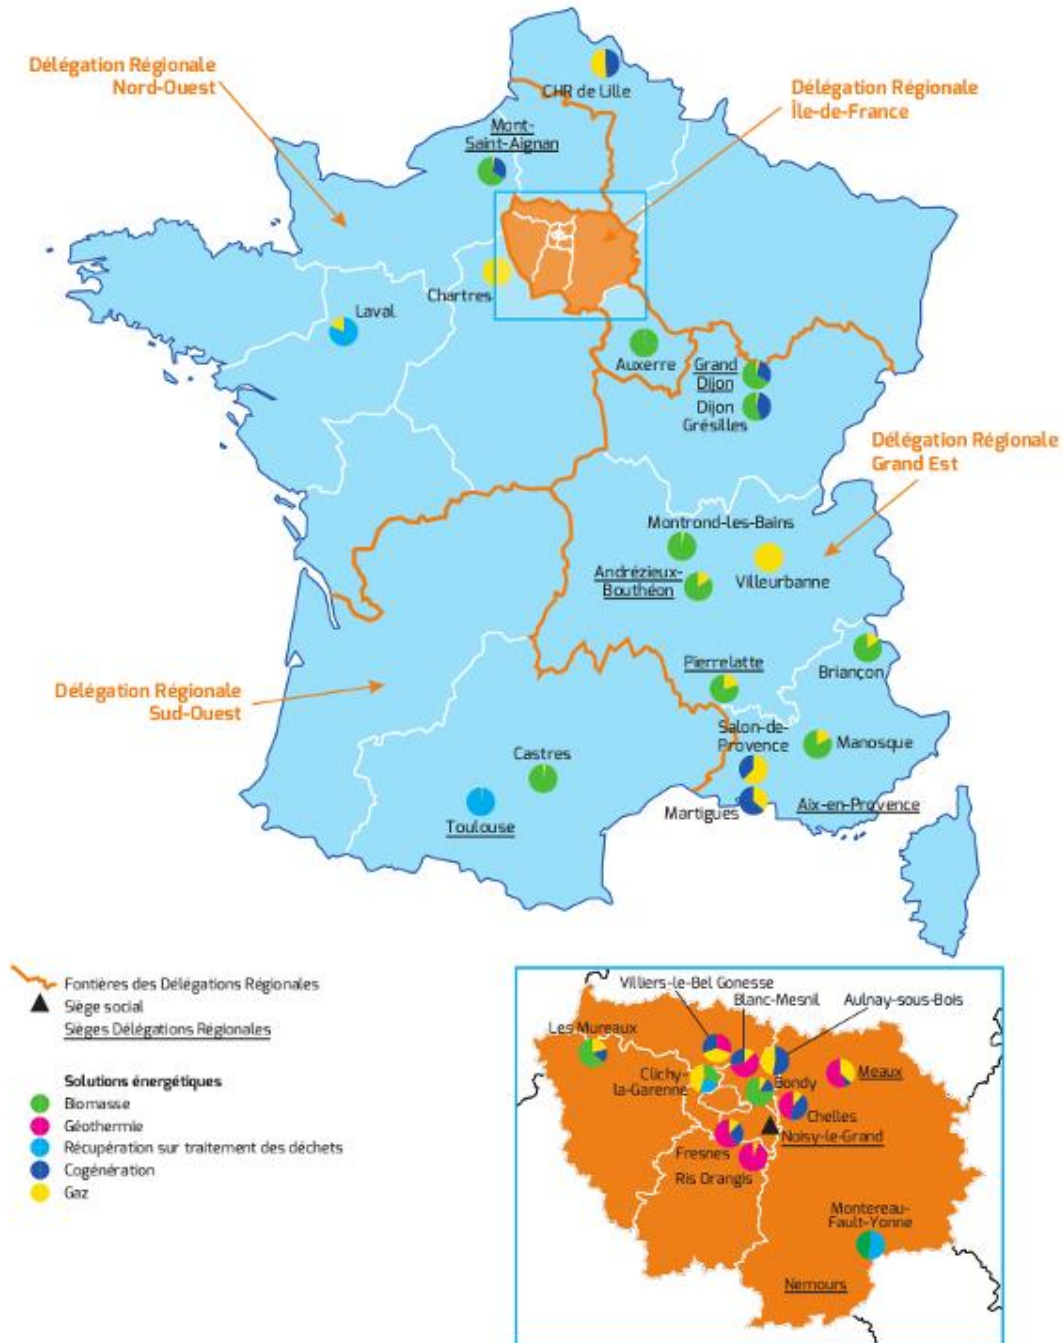 Délégation Régionale
Nord-Ouest
CHR de Lille
Délégation Régionale
Île-de-France
Mont-
Saint-Aignan
Chartres
Laval
Auxerre
Grand
Dijon
Dijon
Grésilles
Délégation Régionale
Grand Est
Montrond-les-Bains
Andrézieux-
Bouthéon
Villeurbanne
Pierrelatte
Briançon
Délégation Régionale
Sud-Ouest
Salon-de-
Provence
Manosque
Castres
Martigues
Aix-en-Provence
Toulouse
Fontières des Délégations Régionales
Siège social
Sièges Délégations Régionales
Solutions énergétiques
Biomasse
Géothermie
Récupération sur traitement des déchets
Cogénération
Gaz
Villiers-le-Bel Gonesse
Blanc-Mesnil
Aulnay-sous-Bois
Les Mureaux
Clichy-
la-Garenne
Bondy
Meaux
Chelles
Noisy-le-Grand
Fresnes
Ris Orangis
Montereau-
Fault-Yonne
Nemours